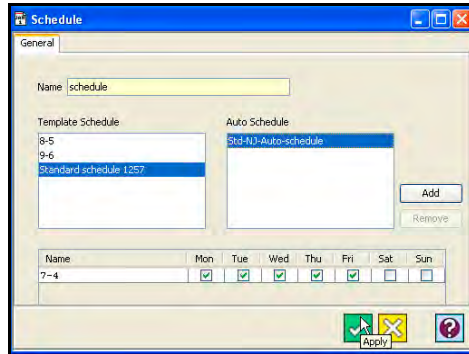 Schedule
General
Name schedule
Template Schedule Auto Schedule
8-5 Std-NJ-Auto-schedule
9-6
Standard schedule 1257
Add
Remove
Name Mon Tue Wed Thu Fri Sat Sun
7-4
Apply